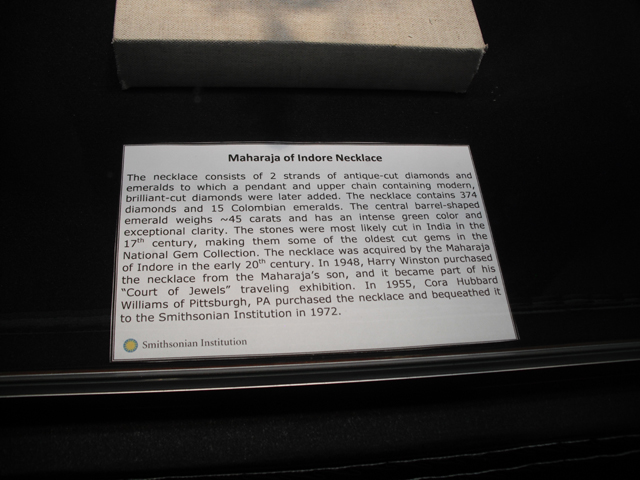 Maharaja of Indore Necklace
The necklace consists of 2 strands of antique-cut diamonds and
emeralds to which a pendant and upper chain containing modern,
brilliant-cut diamonds were later added. The necklace contains 374
diamonds and 15 Colombian emeralds. The central barrel-shaped
emerald weighs ~45 carats and has an intense green color and
exceptional clarity. The stones were most likely cut in India in the
17th century, making them some of the oldest cut gems in the
National Gem Collection. The necklace was acquired by the Maharaja
of Indore in the early 20th century. In 1948, Harry Winston purchased
the necklace from the Maharaja's son, and it became part of his
"Court of Jewels" traveling exhibition. In 1955, Cora Hubbard
Williams of Pittsburgh, PA purchased the necklace and bequeathed it
to the Smithsonian Institution in 1972.
Smithsonian Institution